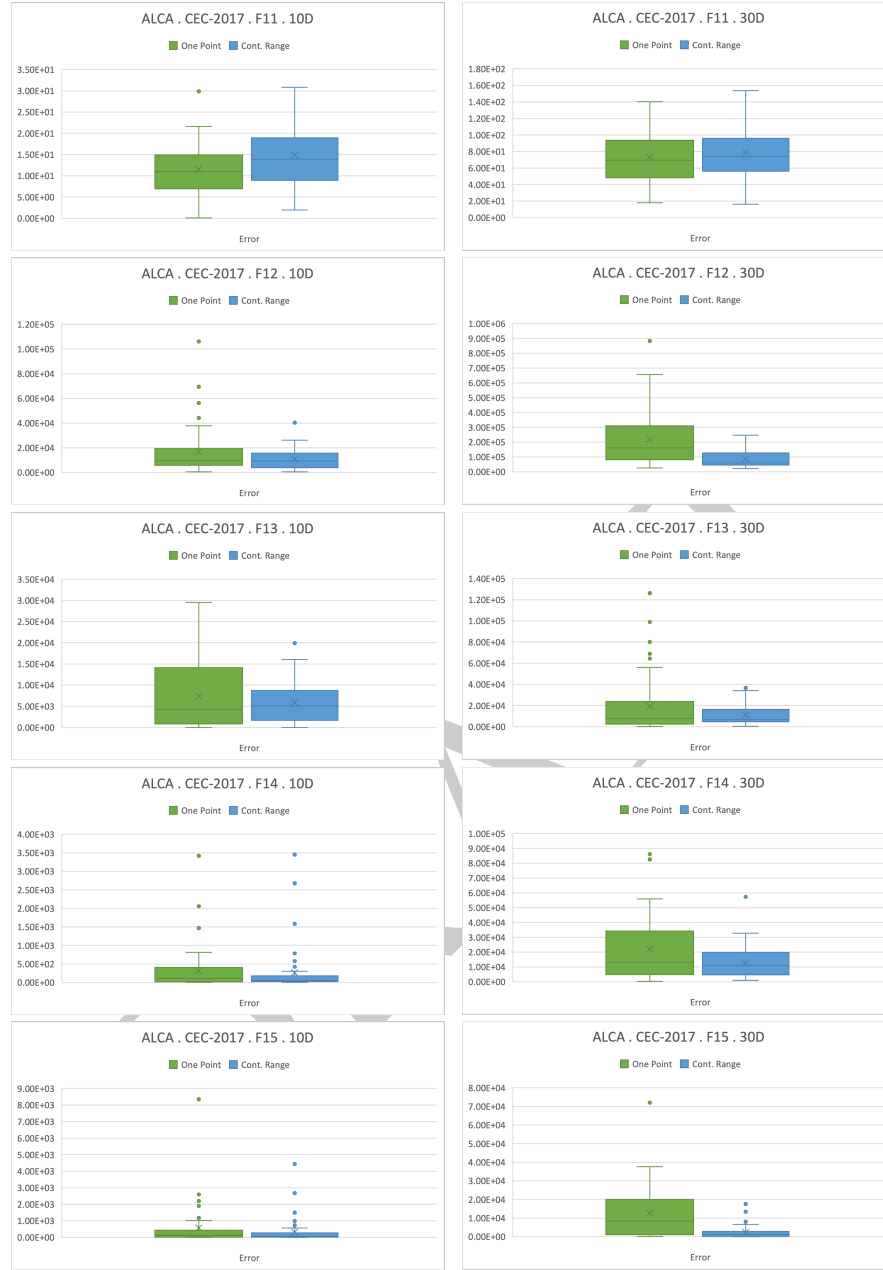 ALCA . CEC-2017 . F11 . 10D
One Point Cont. Range
3.50E+01
3.00E+01
2.50E+01
2.00E+01
1.50E+01
1.00E+01
5.00E+00
0.00E+00
Error
ALCA . CEC-2017 . F11 . 30D
One Point Cont. Range
1.80E+02
1.60E+02
1.40E+02
1.20E+02
1.00E+02
8.00E+01
6.00E+01
4.00E+01
2.00E+01
0.00E+00
Error
ALCA . CEC-2017 . F12 . 10D
One Point Cont. Range
1.20E+05
1.00E+05
8.00E+04
6.00E+04
4.00E+04
2.00E+04
0.00E+00
Error
ALCA . CEC-2017 . F12 . 30D
One Point Cont. Range
1.00E+06
9.00E+05
8.00E+05
7.00E+05
6.00E+05
5.00E+05
4.00E+05
3.00E+05
2.00E+05
1.00E+05
0.00E+00
Error
ALCA . CEC-2017 . F13 . 10D
One Point Cont. Range
3.50E+04
3.00E+04
2.50E+04
2.00E+04
1.50E+04
1.00E+04
5.00E+03
0.00E+00
Error
ALCA . CEC-2017 . F13 . 30D
One Point Cont. Range
1.40E+05
1.20E+05
1.00E+05
8.00E+04
6.00E+04
4.00E+04
2.00E+04
0.00E+00
Error
ALCA . CEC-2017 . F14 . 10D
One Point Cont. Range
4.00E+03
3.50E+03
3.00E+03
2.50E+03
2.00E+03
1.50E+03
1.00E+03
5.00E+02
0.00E+00
Error
ALCA . CEC-2017 . F14 . 30D
One Point Cont. Range
1.00E+05
9.00E+04
8.00E+04
7.00E+04
6.00E+04
5.00E+04
4.00E+04
3.00E+04
2.00E+04
1.00E+04
0.00E+00
Error
ALCA . CEC-2017 . F15 . 10D
One Point Cont. Range
9.00E+03
8.00E+03
7.00E+03
6.00E+03
5.00E+03
4.00E+03
3.00E+03
2.00E+03
1.00E+03
0.00E+00
Error
ALCA . CEC-2017 . F15 . 30D
One Point Cont. Range
8.00E+04
7.00E+04
6.00E+04
5.00E+04
4.00E+04
3.00E+04
2.00E+04
1.00E+04
0.00E+00
Error